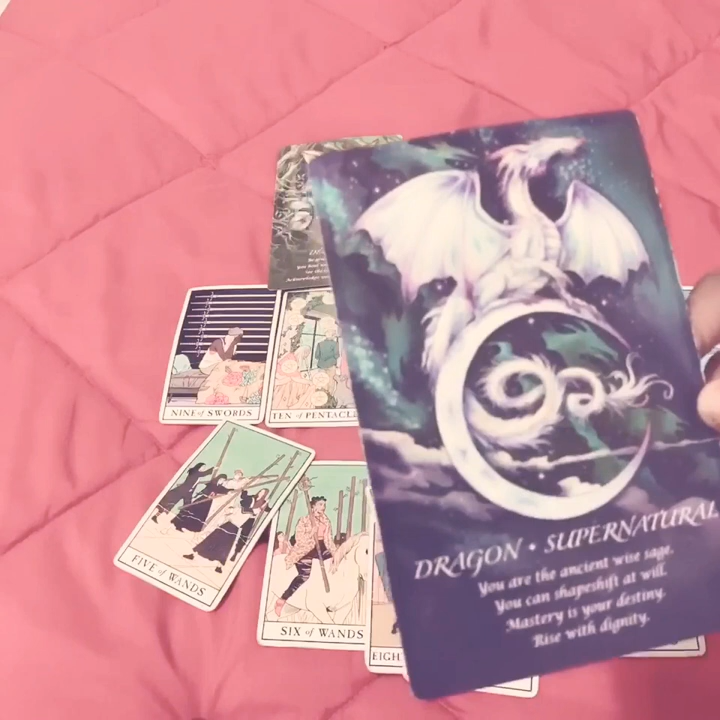 NINE of SWORDS
TEN of PENTACL
FIVE of WANDS
SIX of WANDS
EIGH
DRAGON • SUPERNATURAL
You are the ancient wise sage.
You can shapeshift at will.
Mastery is your destiny.
Rise with dignity.